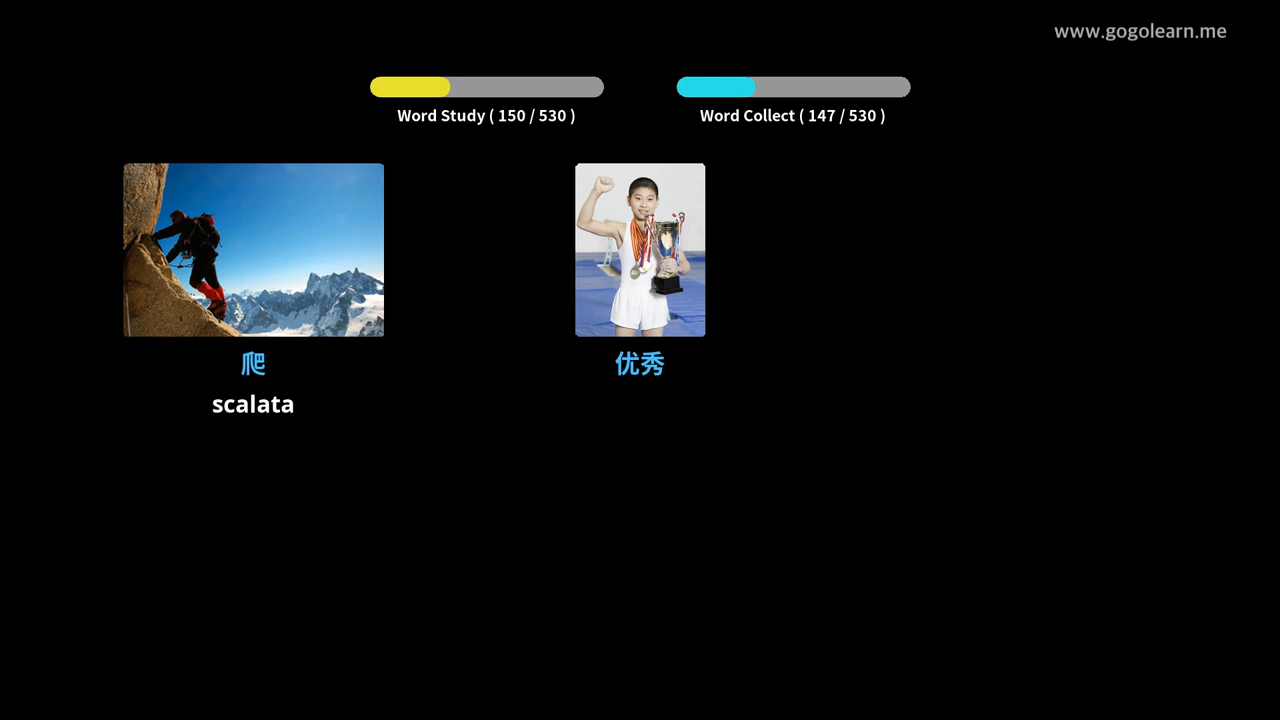 www.gogolearn.me
Word Study ( 150 / 530 )
Word Collect ( 147 / 530 )
爬
优秀
scalata